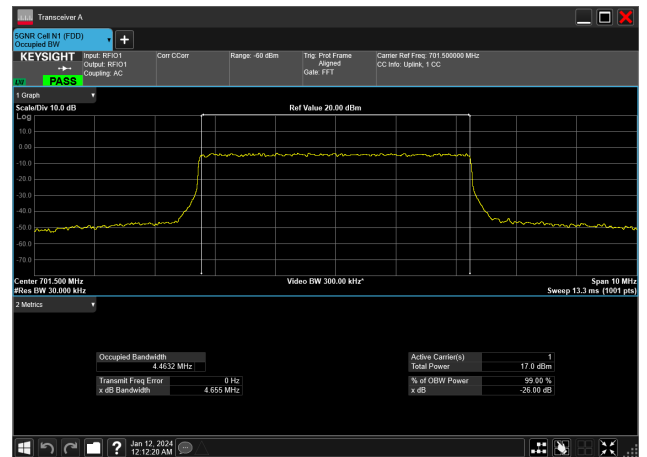 Transceiver A
5GNR Cell N1 (FDD)
Occupied BW
KEYSIGHT
LW
PASS
Input: RFIO1
Output: RFIO1
Coupling: AC
Corr CCorr
Range: -60 dBm
Trig: Prot Frame
Aligned
Gate: FFT
Carrier Ref Freq: 701.500000 MHz
CC Info: Uplink, 1 CC
1 Graph
Scale/Div 10.0 dB
Ref Value 20.00 dBm
Log
10.0
0.00
-10.0
-20.0
-30.0
-40.0
-50.0
-60.0
-70.0
Center 701.500 MHz
Video BW 300.00 kHz*
Span 10 MHz
#Res BW 30.000 kHz
Sweep 13.3 ms (1001 pts)
2 Metrics
Occupied Bandwidth
4.4632 MHz
Transmit Freq Error 0 Hz
x dB Bandwidth 4.655 MHz
Active Carrier(s) 1
Total Power 17.0 dBm
% of OBW Power 99.00 %
x dB -26.00 dB
Jan 12, 2024
12:12:20 AM